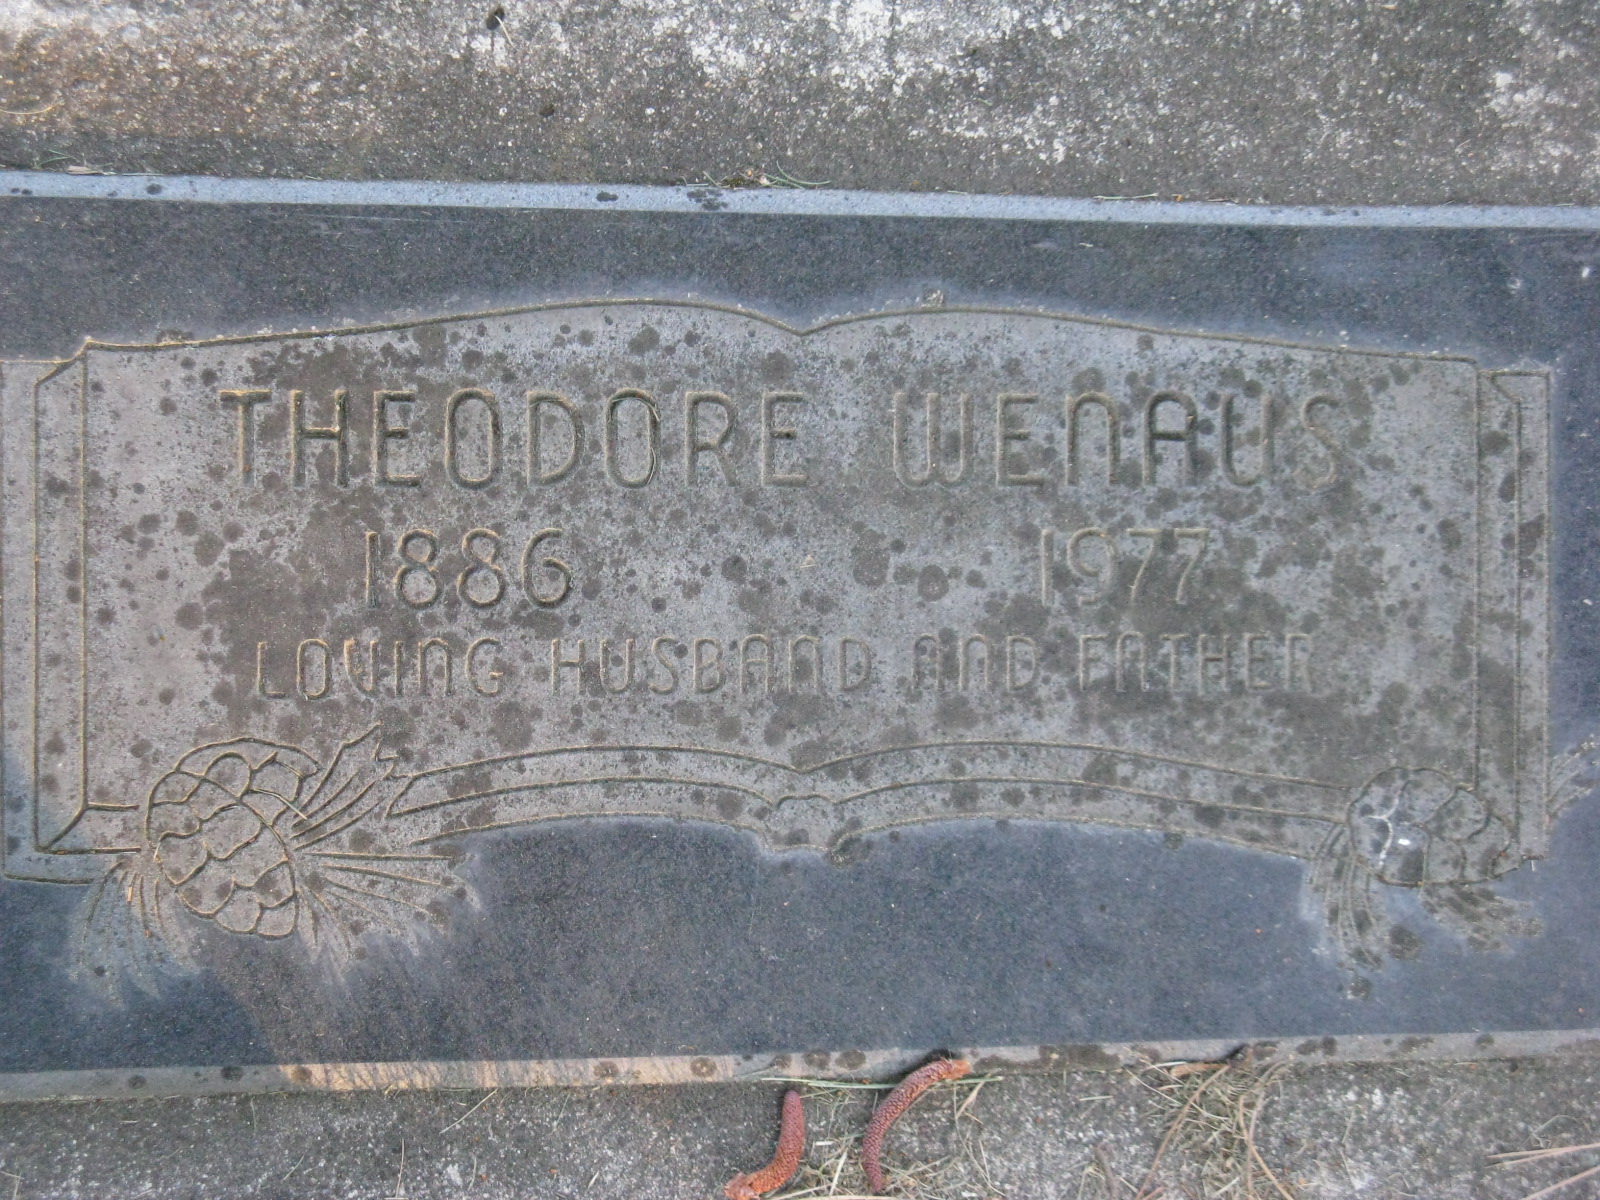 THEODORE WENAUS
1886 1977
LOVING HUSBAND AND FATHER